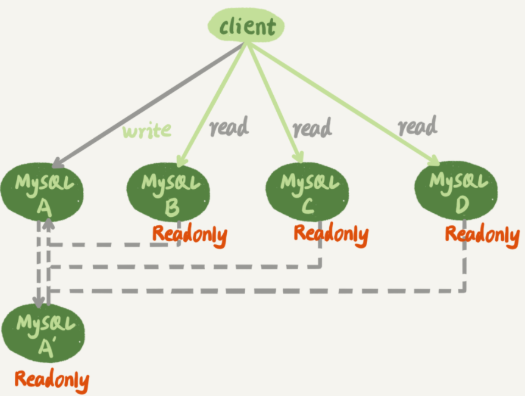 client
write
read
read
read
MySQL
A
MySQL
B
MySQL
C
MySQL
D
Readonly
Readonly
Readonly
MySQL
A'
Readonly